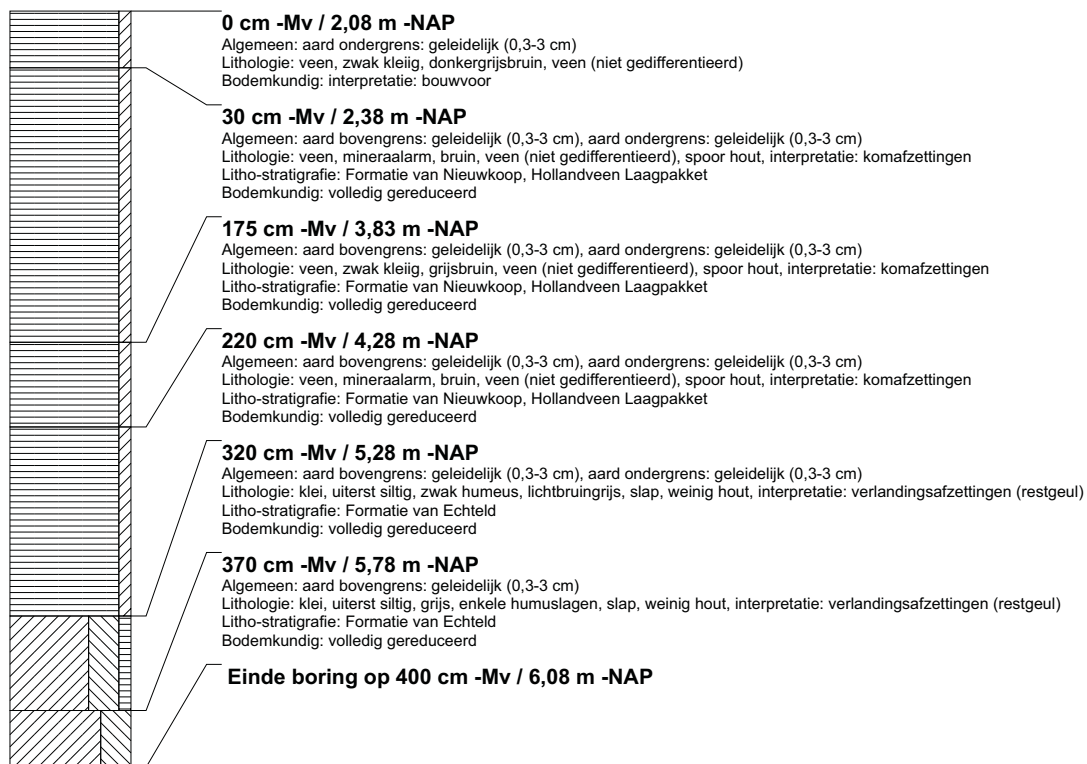 0 cm -Mv / 2,08 m -NAP
Algemeen: aard ondergrens: geleidelijk (0,3-3 cm)
Lithologie: veen, zwak kleiig, donkergrijsbruin, veen (niet gedifferentieerd)
Bodemkundig: interpretatie: bouwvoor
30 cm -Mv / 2,38 m -NAP
Algemeen: aard bovengrens: geleidelijk (0,3-3 cm), aard ondergrens: geleidelijk (0,3-3 cm)
Lithologie: veen, mineraalarm, bruin, veen (niet gedifferentieerd), spoor hout, interpretatie: komafzettingen
Litho-stratigrafie: Formatie van Nieuwkoop, Hollandveen Laagpakket
Bodemkundig: volledig gereduceerd
175 cm -Mv / 3,83 m -NAP
Algemeen: aard bovengrens: geleidelijk (0,3-3 cm), aard ondergrens: geleidelijk (0,3-3 cm)
Lithologie: veen, zwak kleiig, grijsbruin, veen (niet gedifferentieerd), spoor hout, interpretatie: komafzettingen
Litho-stratigrafie: Formatie van Nieuwkoop, Hollandveen Laagpakket
Bodemkundig: volledig gereduceerd
220 cm -Mv / 4,28 m -NAP
Algemeen: aard bovengrens: geleidelijk (0,3-3 cm), aard ondergrens: geleidelijk (0,3-3 cm)
Lithologie: veen, mineraalarm, bruin, veen (niet gedifferentieerd), spoor hout, interpretatie: komafzettingen
Litho-stratigrafie: Formatie van Nieuwkoop, Hollandveen Laagpakket
Bodemkundig: volledig gereduceerd
320 cm -Mv / 5,28 m -NAP
Algemeen: aard bovengrens: geleidelijk (0,3-3 cm), aard ondergrens: geleidelijk (0,3-3 cm)
Lithologie: klei, uiterst siltig, zwak humeus, lichtbruingrijs, slap, weinig hout, interpretatie: verlandingsafzettingen (restgeul)
Litho-stratigrafie: Formatie van Echteld
Bodemkundig: volledig gereduceerd
370 cm -Mv / 5,78 m -NAP
Algemeen: aard bovengrens: geleidelijk (0,3-3 cm)
Lithologie: klei, uiterst siltig, grijs, enkele humuslagen, slap, weinig hout, interpretatie: verlandingsafzettingen (restgeul)
Litho-stratigrafie: Formatie van Echteld
Bodemkundig: volledig gereduceerd
Einde boring op 400 cm -Mv / 6,08 m -NAP